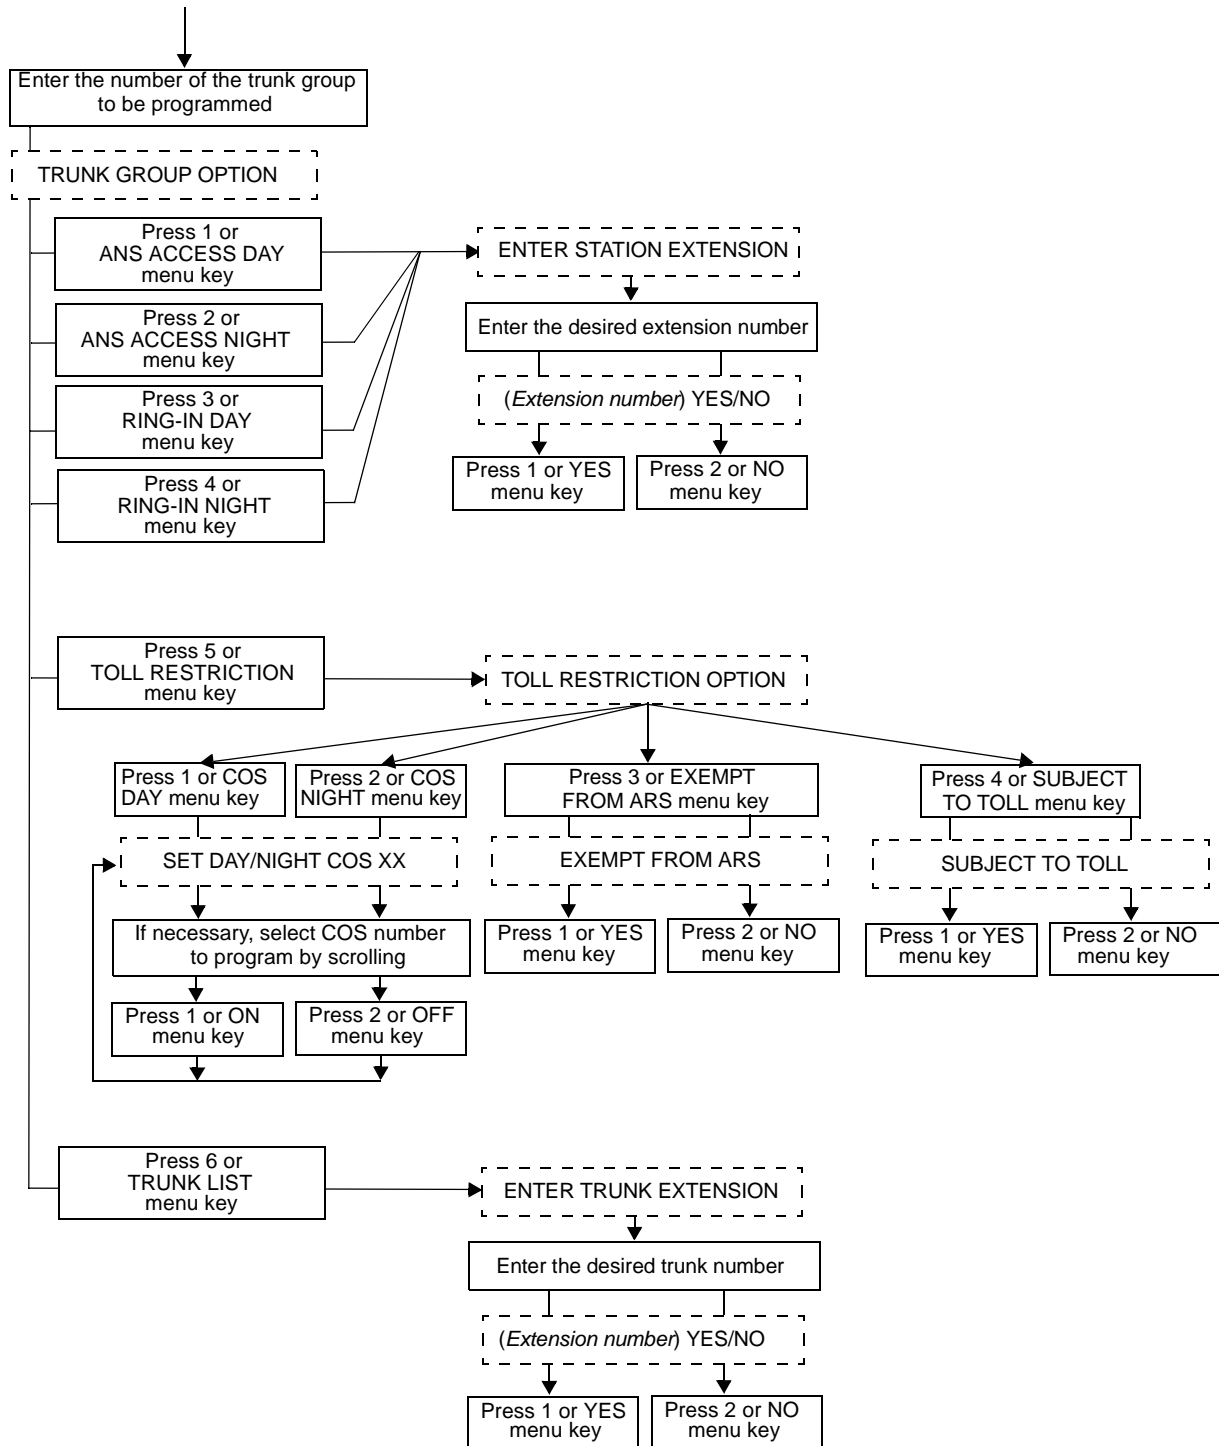 Enter the number of the trunk group
to be programmed
TRUNK GROUP OPTION
Press 1 or
ANS ACCESS DAY
menu key
ENTER STATION EXTENSION
Press 2 or
ANS ACCESS NIGHT
menu key
Enter the desired extension number
Press 3 or
RING-IN DAY
menu key
(Extension number) YES/NO
Press 4 or
RING-IN NIGHT
menu key
Press 1 or YES
menu key
Press 2 or NO
menu key
Press 5 or
TOLL RESTRICTION
menu key
TOLL RESTRICTION OPTION
Press 1 or COS
DAY menu key
Press 2 or COS
NIGHT menu key
Press 3 or EXEMPT
FROM ARS menu key
Press 4 or SUBJECT
TO TOLL menu key
SET DAY/NIGHT COS XX
EXEMPT FROM ARS
SUBJECT TO TOLL
If necessary, select COS number
to program by scrolling
Press 1 or YES
menu key
Press 2 or NO
menu key
Press 1 or YES
menu key
Press 2 or NO
menu key
Press 1 or ON
menu key
Press 2 or OFF
menu key
Press 6 or
TRUNK LIST
menu key
ENTER TRUNK EXTENSION
Enter the desired trunk number
(Extension number) YES/NO
Press 1 or YES
menu key
Press 2 or NO
menu key